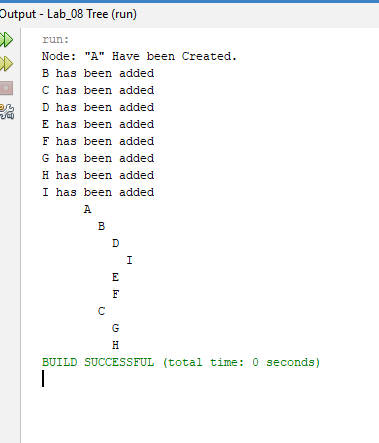 Output - Lab_08 Tree (run)
run:
Node: "A" Have been Created.
B has been added
C has been added
D has been added
E has been added
F has been added
G has been added
H has been added
I has been added
A
B
D
I
E
F
C
G
H
BUILD SUCCESSFUL (total time: 0 seconds)